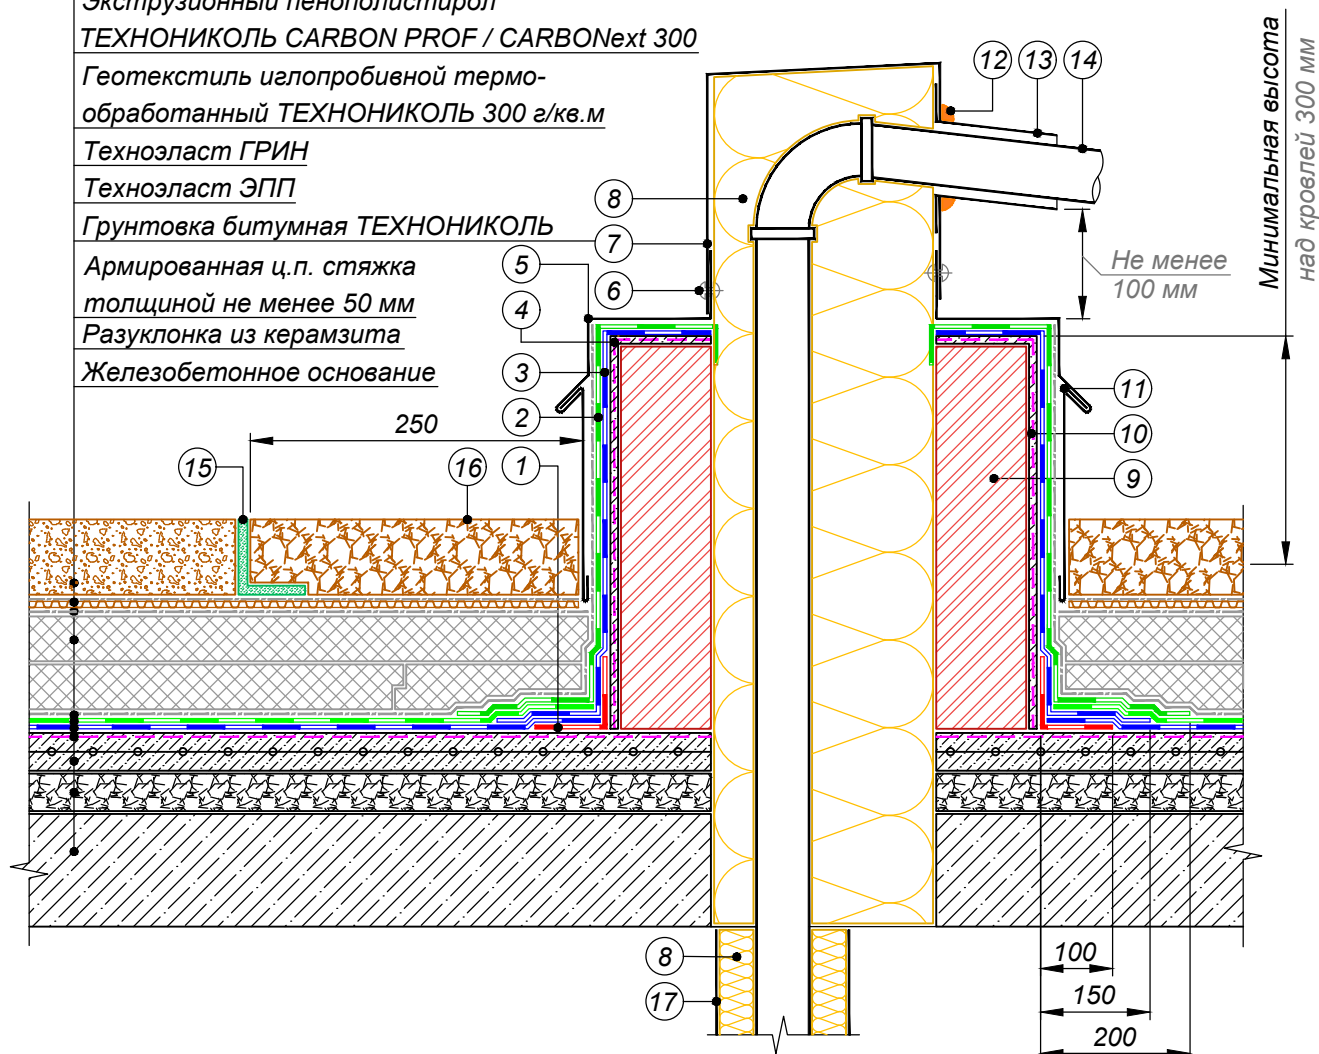 Экструзионный пенополистирол
ТЕХНОНИКОЛЬ CARBON PROF / CARBONext 300
Геотекстиль иглопробивной термо-
обработанный ТЕХНОНИКОЛЬ 300 г/кв.м
Техноэласт ГРИН
Техноэласт ЭПП
Грунтовка битумная ТЕХНОНИКОЛЬ
Армированная ц.п. стяжка
толщиной не менее 50 мм
Разуклонка из керамзита
Железобетонное основание
12
13
14
8
7
5
6
4
3
2
1
250
15
16
11
10
9
Не менее
100 мм
Минимальная высота
над кровлей 300 мм
8
17
100
150
200